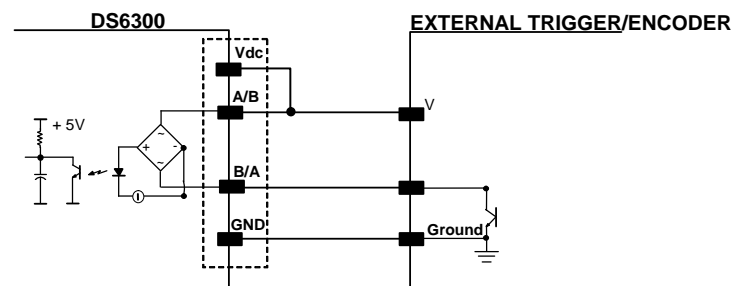 DS6300
EXTERNAL TRIGGER/ENCODER
Vdc
A/B
V
+ 5V
+ ~ -
~
B/A
I
GND
Ground